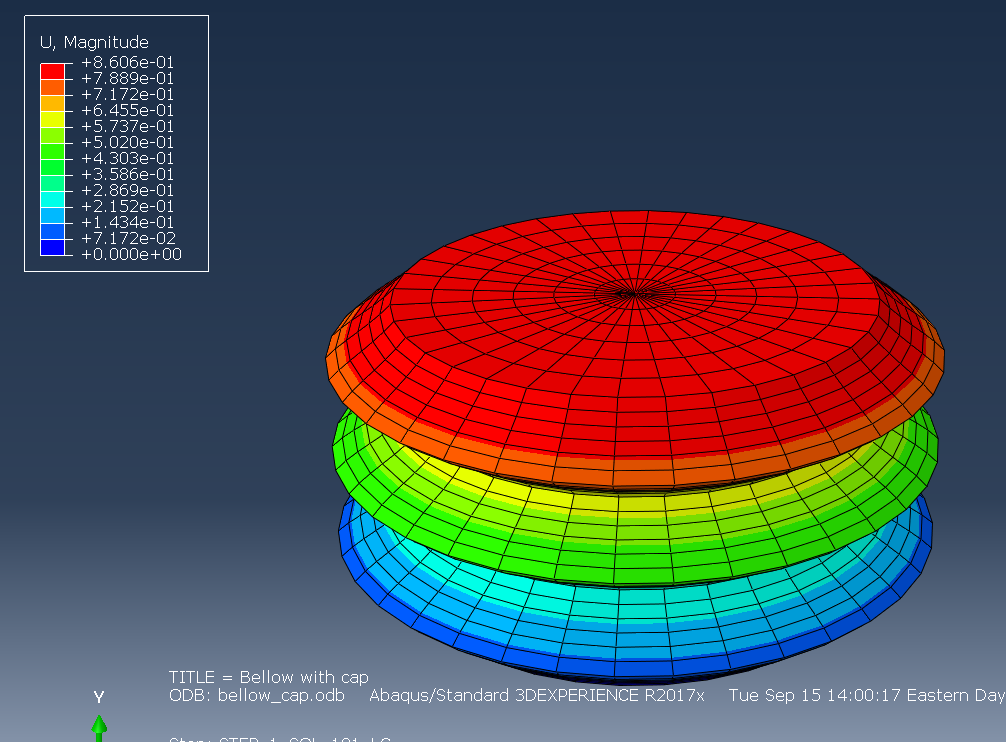 U, Magnitude
+8.606e-01
+7.889e-01
+7.172e-01
+6.455e-01
+5.737e-01
+5.020e-01
+4.303e-01
+3.586e-01
+2.869e-01
+2.152e-01
+1.434e-01
+7.172e-02
+0.000e+00
TITLE = Bellow with cap
ODB: bellow_cap.odb Abaqus/Standard 3DEXPERIENCE R2017x Tue Sep 15 14:00:17 Eastern Day
Y